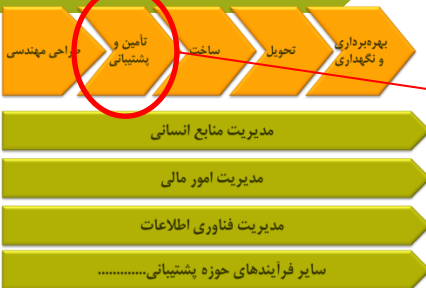 طراحی مهندسی
تأمین و
پشتیبانی
ساخت
تحویل
بهره‌برداری
و نگهداری
مدیریت منابع انسانی
مدیریت امور مالی
مدیریت فناوری اطلاعات
سایر فرآیندهای حوزه پشتیبانی.............